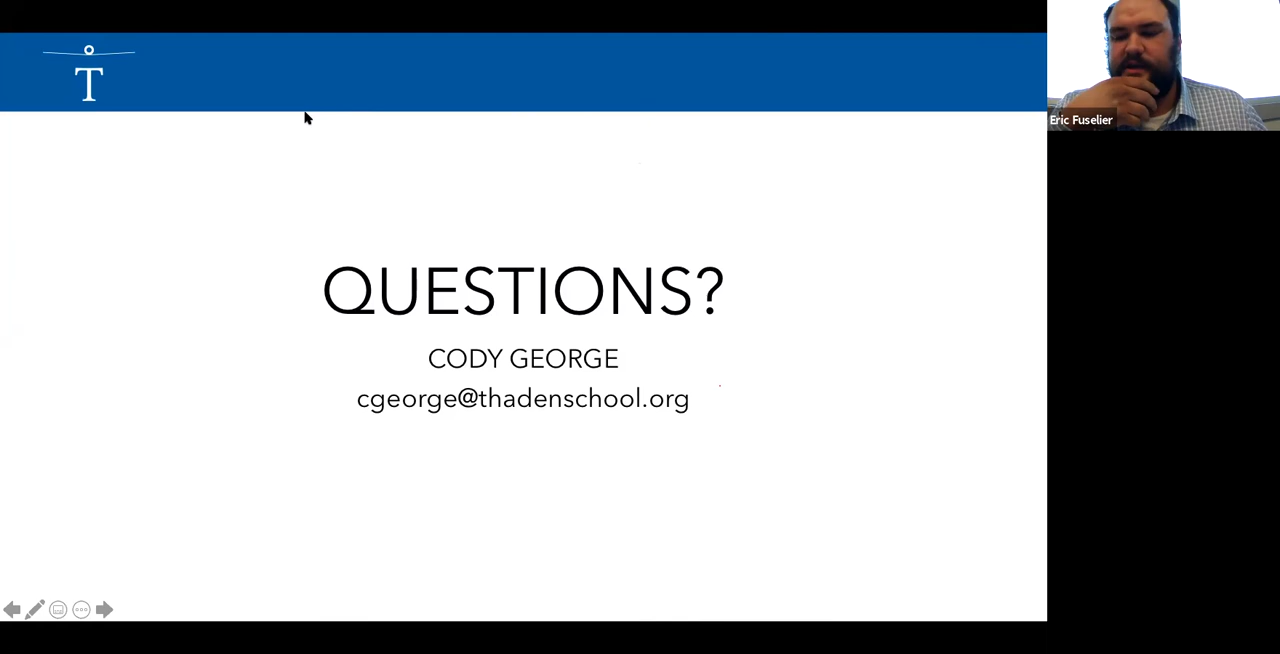 T
Eric Fuselier
QUESTIONS?
CODY GEORGE
cgeorge@thadenschool.org